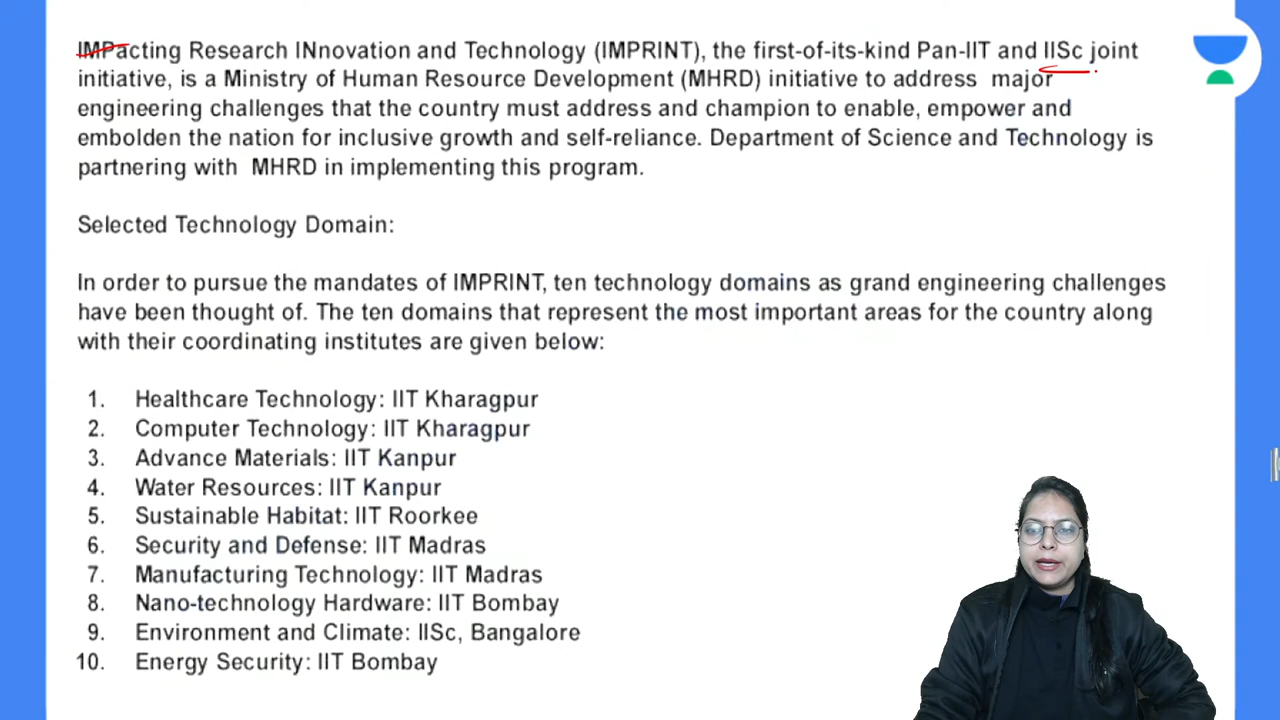 IMPacting Research INnovation and Technology (IMPRINT), the first-of-its-kind Pan-IIT and IISc joint
initiative, is a Ministry of Human Resource Development (MHRD) initiative to address major
engineering challenges that the country must address and champion to enable, empower and
embolden the nation for inclusive growth and self-reliance. Department of Science and Technology is
partnering with MHRD in implementing this program.
Selected Technology Domain:
In order to pursue the mandates of IMPRINT, ten technology domains as grand engineering challenges
have been thought of. The ten domains that represent the most important areas for the country along
with their coordinating institutes are given below:
1. Healthcare Technology: IIT Kharagpur
2. Computer Technology: IIT Kharagpur
3. Advance Materials: IIT Kanpur
4. Water Resources: IIT Kanpur
5. Sustainable Habitat: IIT Roorkee
6. Security and Defense: IIT Madras
7. Manufacturing Technology: IIT Madras
8. Nano-technology Hardware: IIT Bombay
9. Environment and Climate: IISc, Bangalore
10. Energy Security: IIT Bombay